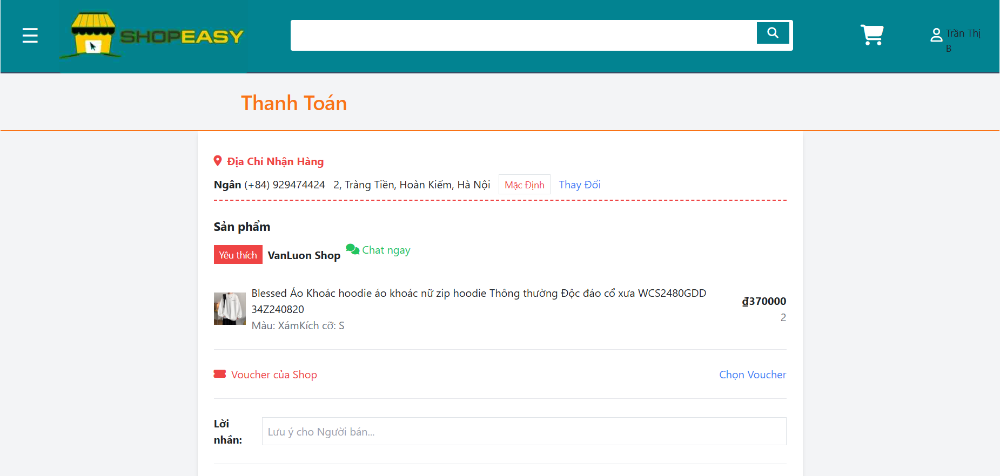 SHOPEASY
Trần Thị
B
Thanh Toán
Địa Chỉ Nhận Hàng
Ngân (+84) 929474424 2, Tràng Tiền, Hoàn Kiếm, Hà Nội Mặc Định Thay Đổi
Sản phẩm
Yêu thích VanLuon Shop Chat ngay
Blessed Áo Khoác hoodie áo khoác nữ zip hoodie Thông thường Độc đáo cổ xưa WCS2480GDD
34Z240820
Màu: XámKích cỡ: S
₫370000
2
Voucher của Shop Chọn Voucher
Lời
nhắn:
Lưu ý cho Người bán...